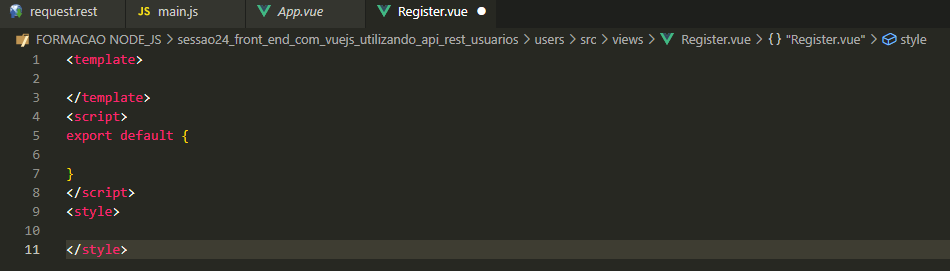 request.rest JS main.js App.vue Register.vue
FORMACAO NODE_JS > sessao24_front_end_com_vuejs_utilizando_api_rest_usuarios > users > src > views > Register.vue > {} "Register.vue" > style
1 <template>
2
3 </template>
4 <script>
5 export default {
6
7 }
8 </script>
9 <style>
10
11 </style>